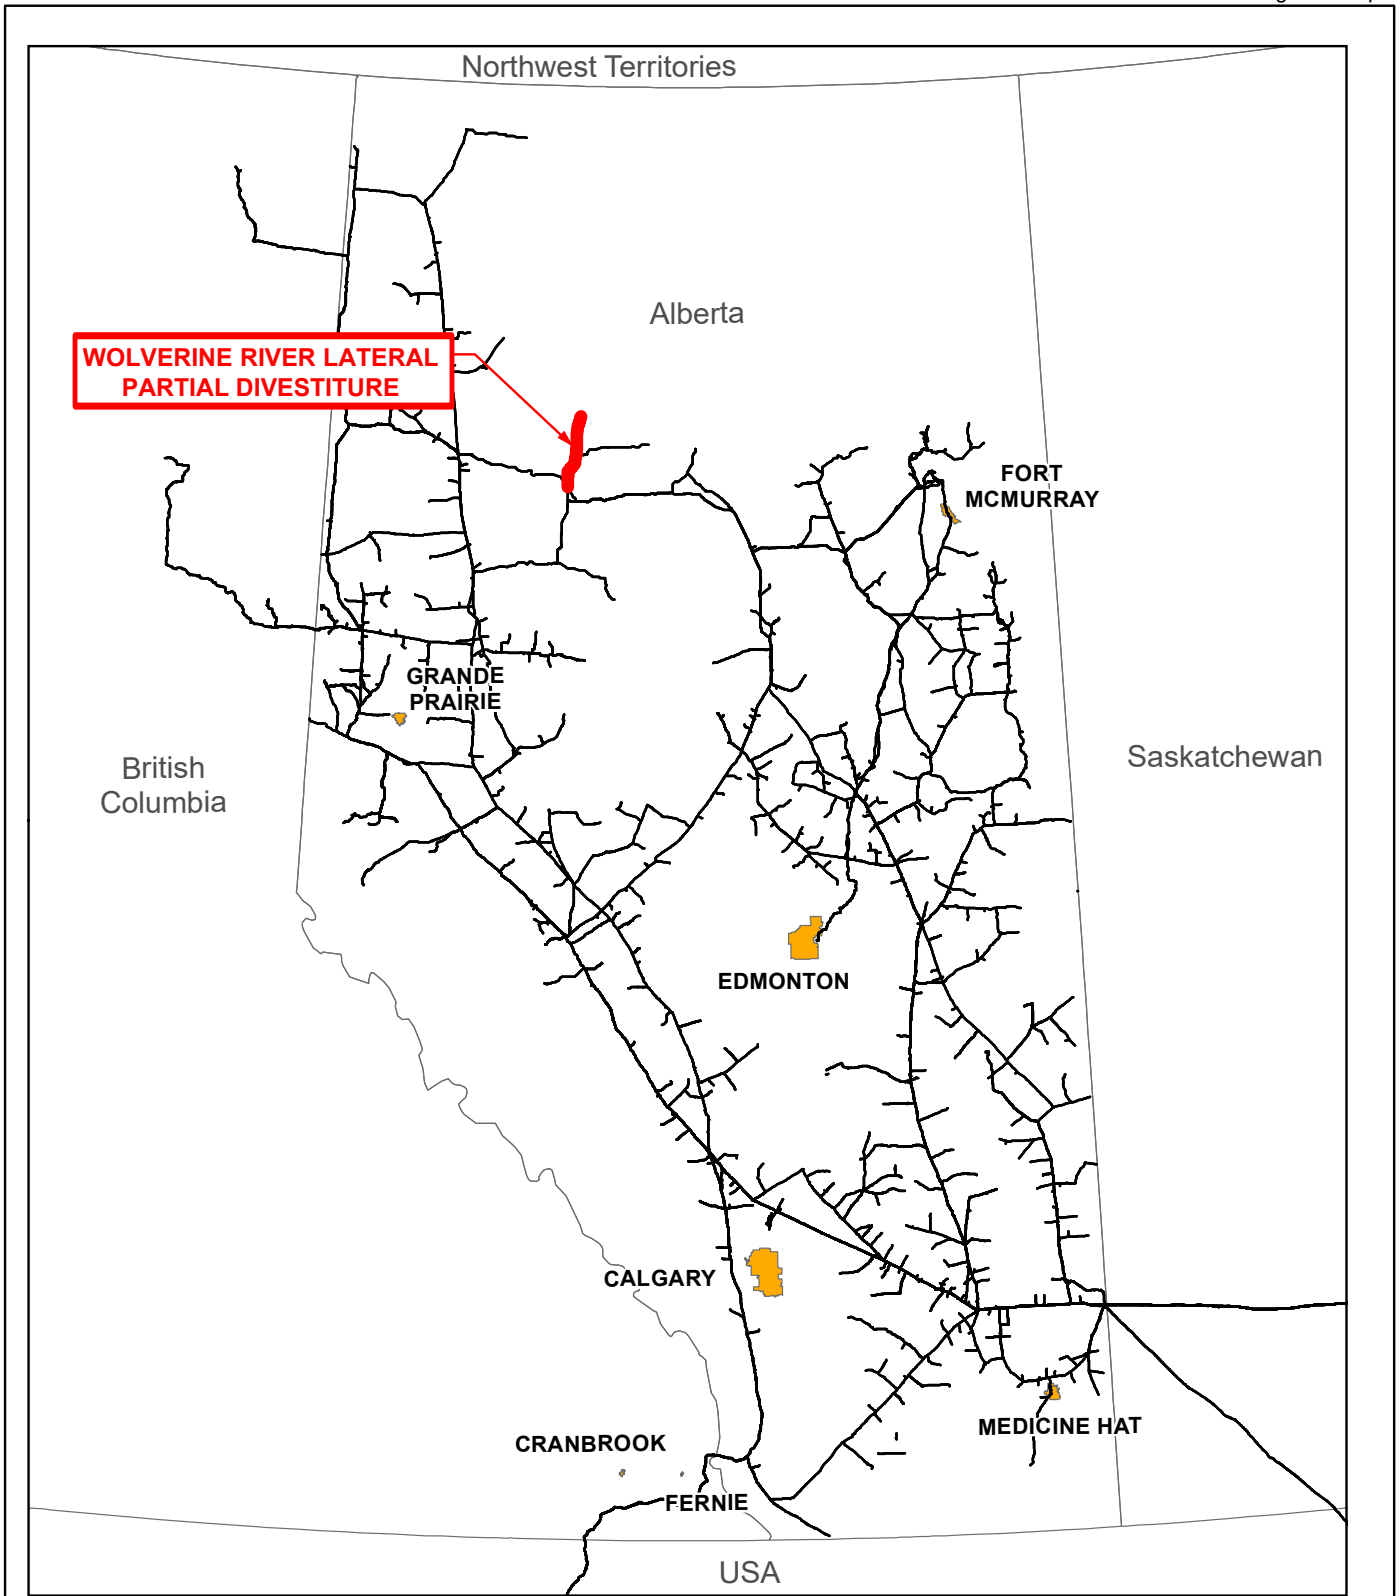 Northwest Territories
Alberta
WOLVERINE RIVER LATERAL
PARTIAL DIVESTITURE
FORT
MCMURRAY
GRANDE
PRAIRIE
British
Columbia
Saskatchewan
EDMONTON
CALGARY
MEDICINE HAT
CRANBROOK
FERNIE
USA